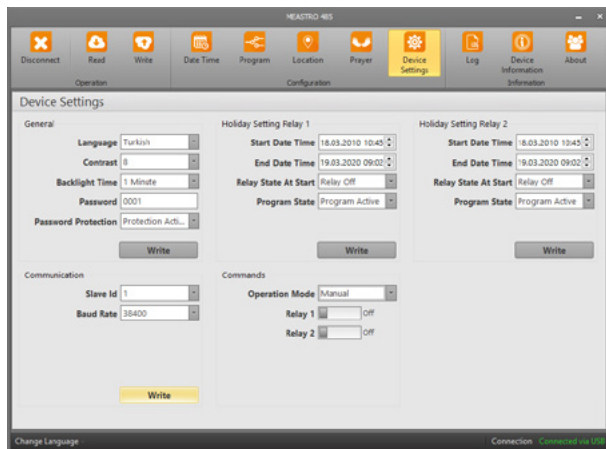 MEASTRO 485
Disconnect Read Write Date Time Program Location Prayer Device Settings Log Device Information About
Operation Configuration Information
Device Settings
General Holiday Setting Relay 1 Holiday Setting Relay 2
Language Turkish Start Date Time 18.03.2010 10:45 Start Date Time 18.03.2010 10:45
Contrast 8 End Date Time 19.03.2020 09:02 End Date Time 19.03.2020 09:02
Backlight Time 1 Minute Relay State At Start Relay Off Relay State At Start Relay Off
Password 0001 Program State Program Active Program State Program Active
Password Protection Protection Acti...
Write Write Write
Communication Commands
Slave Id 1 Operation Mode Manual
Baud Rate 38400 Relay 1 Off
Relay 2 Off
Write
Change Language Connection Connected via USB